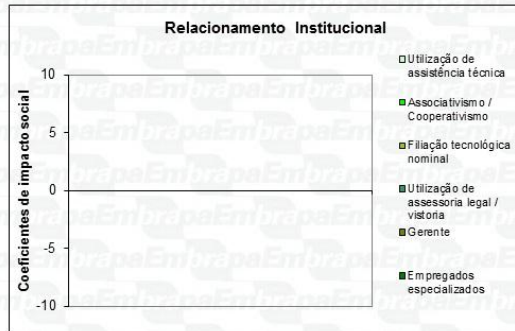 Relacionamento Institucional
Coeficientes de impacto social
10
5
0
-5
-10
Utilização de
assistência técnica
Associativismo /
Cooperativismo
Filiação tecnológica
nominal
Utilização de
assessoria legal /
vistoria
Gerente
Empregados
especializados